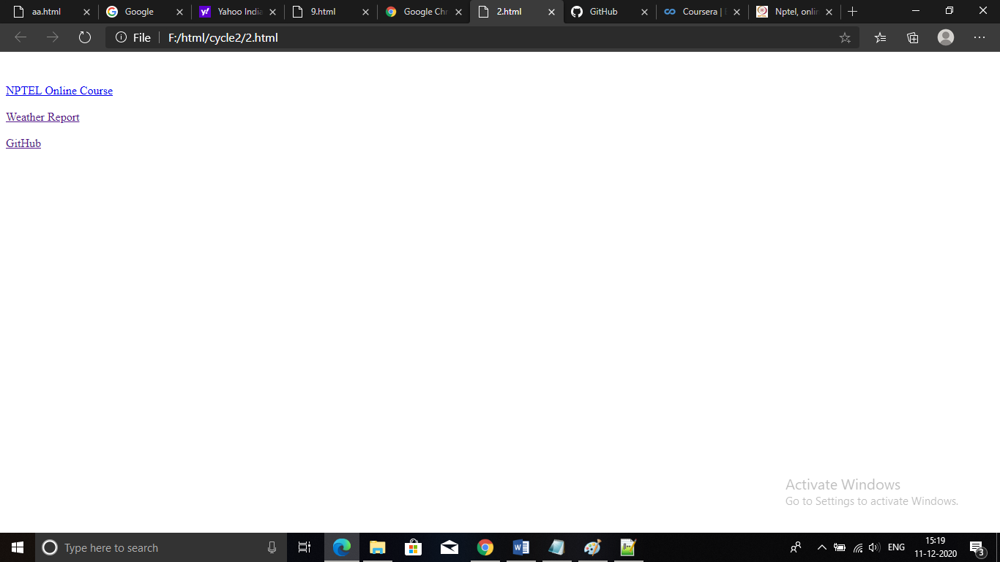 aa.html
Google
Yahoo India
9.html
Google Chr
2.html
GitHub
Coursera |
Nptel, onlin
File
F:/html/cycle2/2.html
NPTEL Online Course
Weather Report
GitHub
Activate Windows
Go to Settings to activate Windows.
Type here to search
ENG
15:19
11-12-2020
3